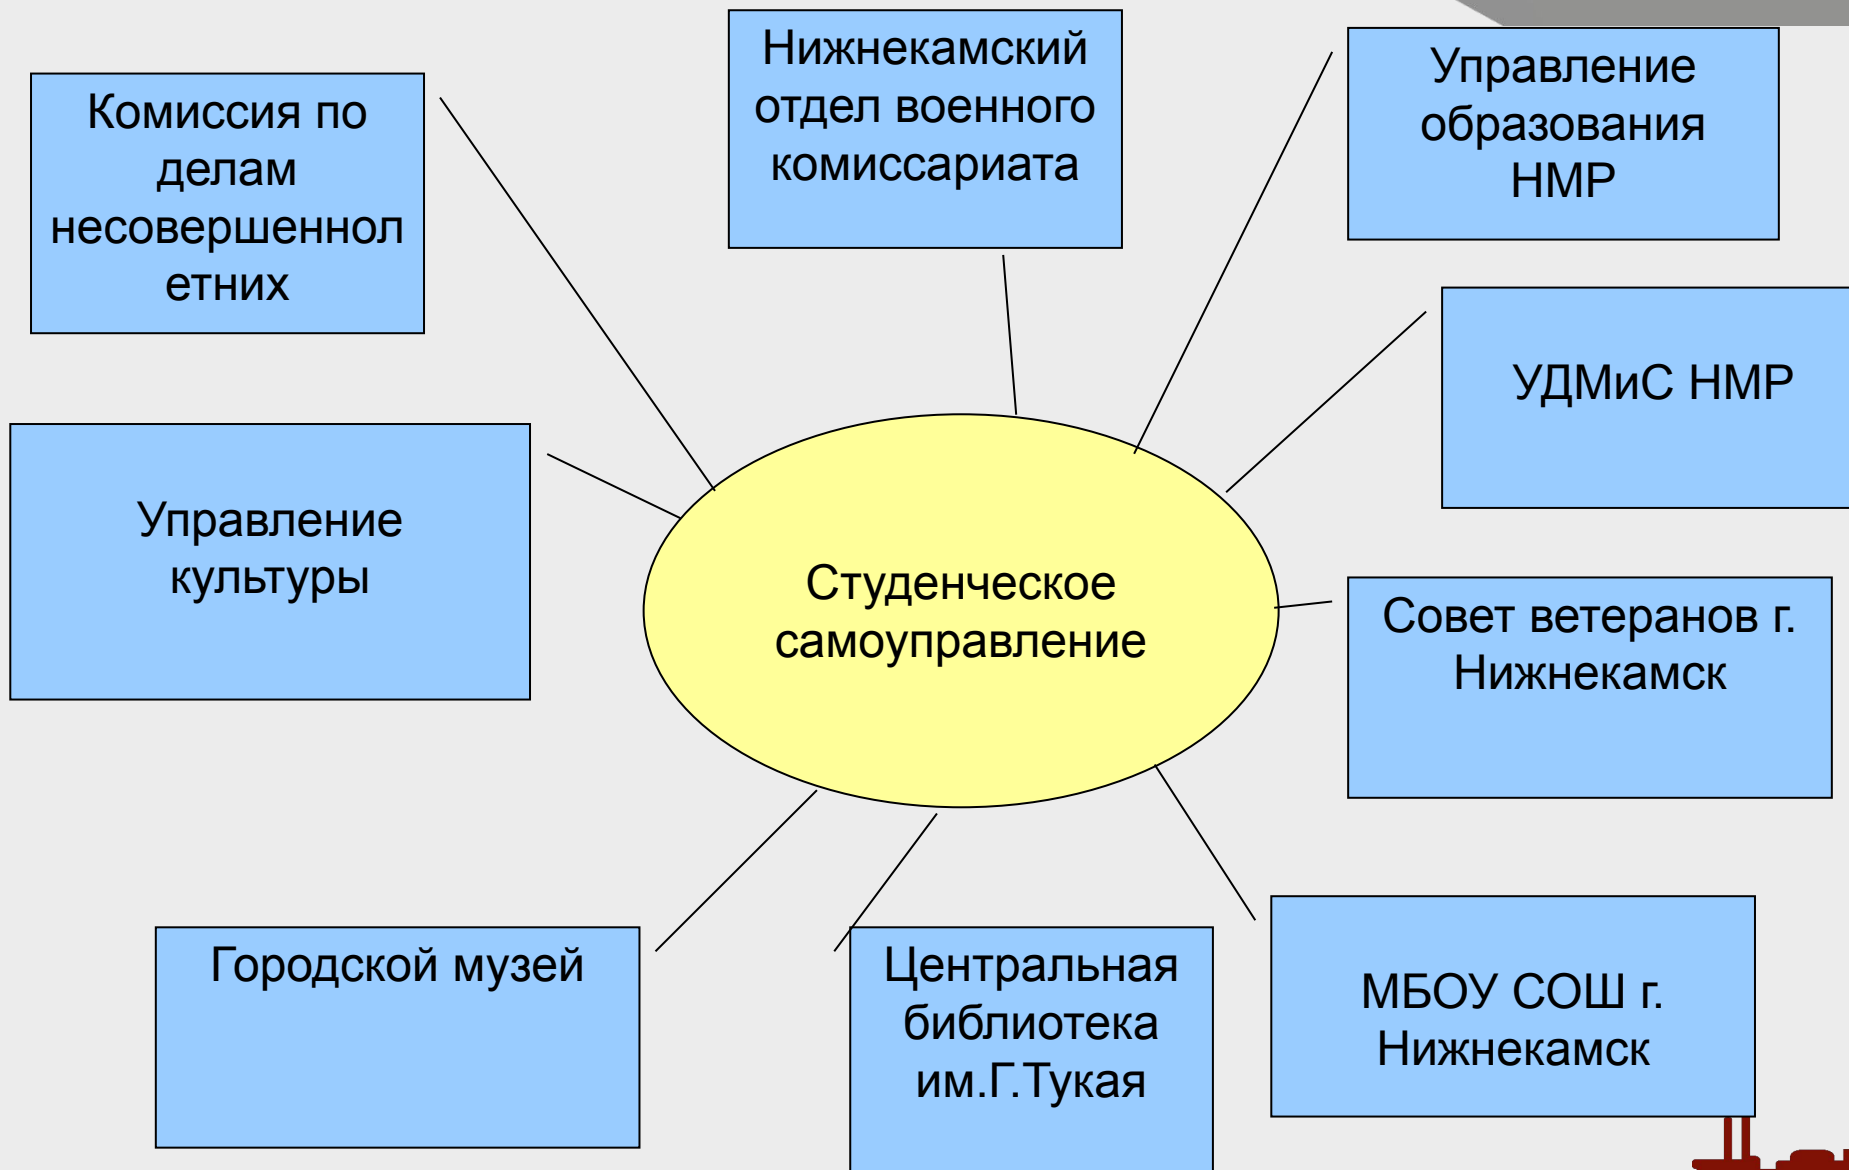 Комиссия по
делам
несовершеннол
етних
Нижнекамский
отдел военного
комиссариата
Управление
образования
НМР
УДМиС НМР
Управление
культуры
Студенческое
самоуправление
Совет ветеранов г.
Нижнекамск
Городской музей
Центральная
библиотека
им.Г.Тукая
МБОУ СОШ г.
Нижнекамск